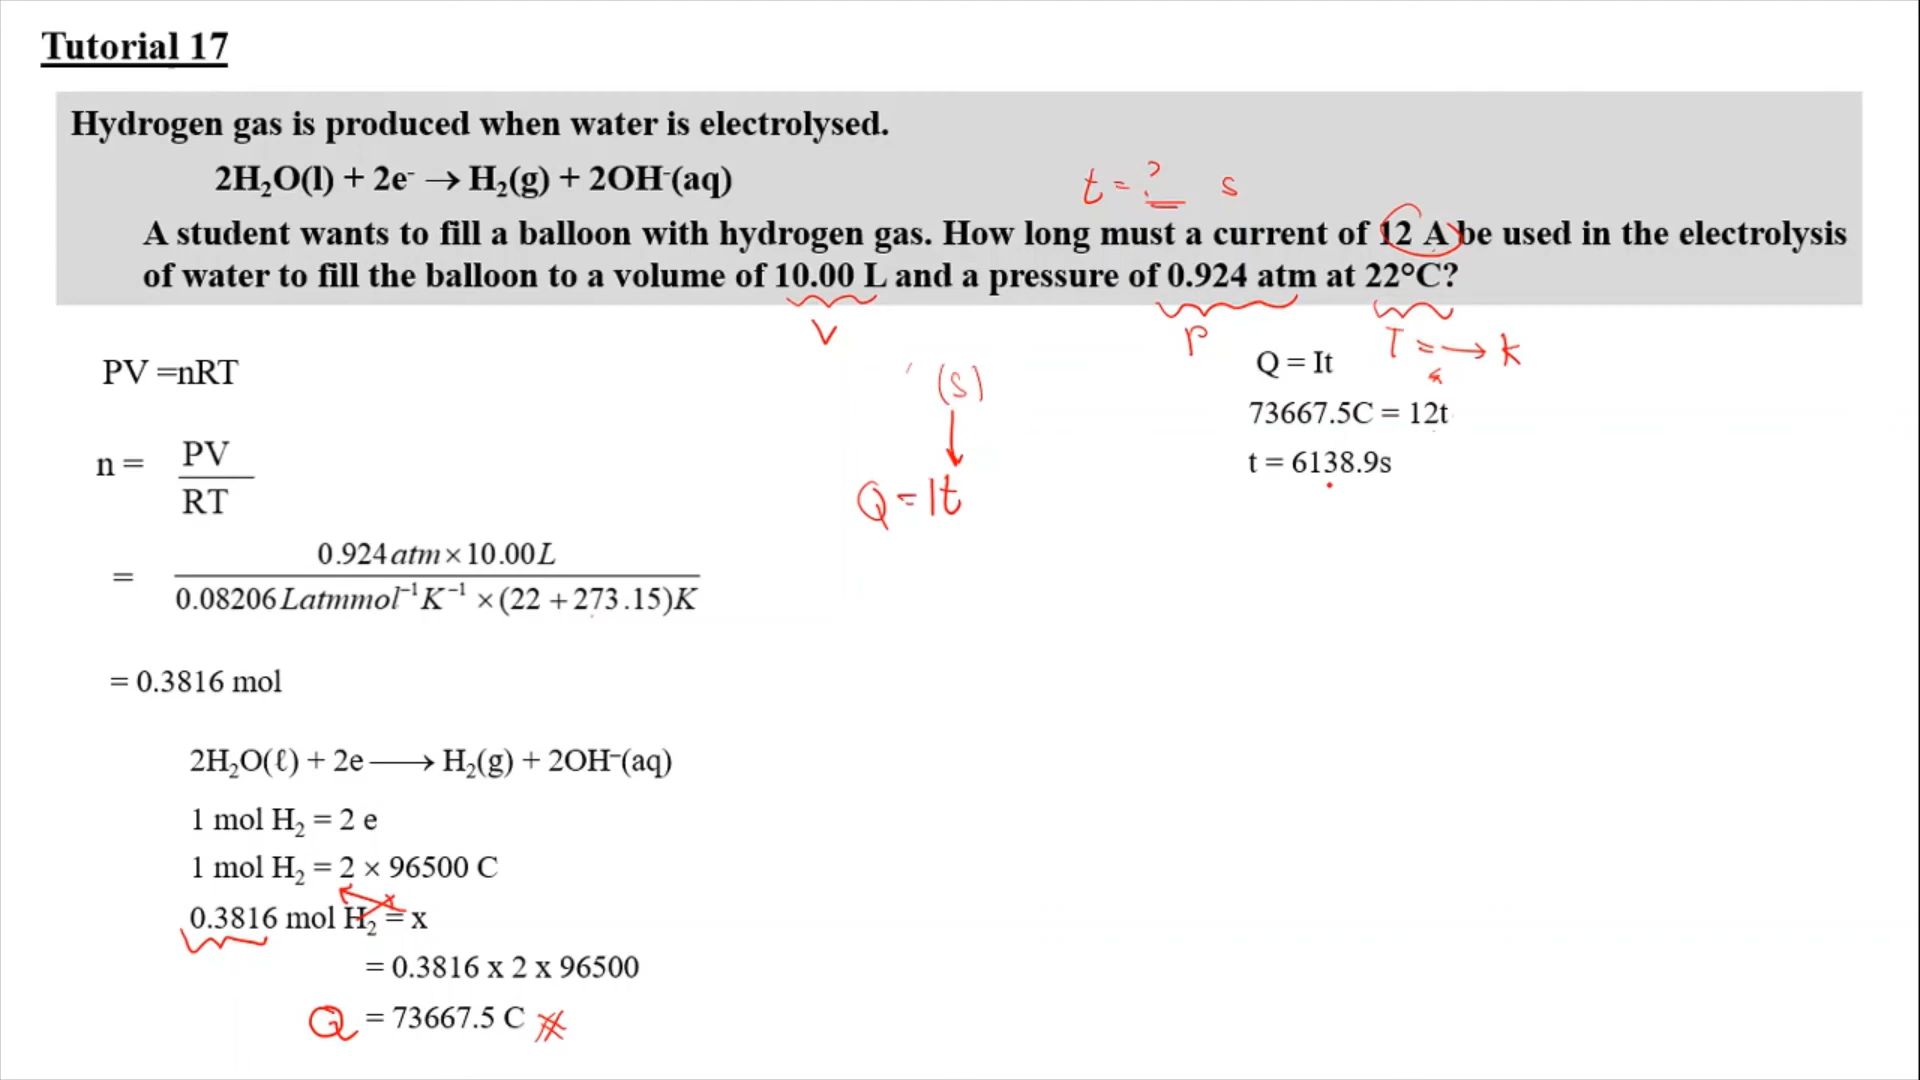 Tutorial 17
Hydrogen gas is produced when water is electrolysed.
2H₂O(l) + 2e⁻ → H₂(g) + 2OH⁻(aq)
t = ? s
A student wants to fill a balloon with hydrogen gas. How long must a current of 12 A be used in the electrolysis
of water to fill the balloon to a volume of 10.00 L and a pressure of 0.924 atm at 22°C?
V
P
T = → K
PV =nRT
n = PV / RT
= 0.924 atm × 10.00 L / 0.08206 Latmmol⁻¹ K⁻¹ × (22 + 273.15)K
= 0.3816 mol
2H₂O(ℓ) + 2e ⟶ H₂(g) + 2OH⁻(aq)
1 mol H₂ = 2 e
1 mol H₂ = 2 × 96500 C
0.3816 mol H₂ = x
= 0.3816 x 2 x 96500
Q = 73667.5 C
(s)
↓
Q = It
Q = It
73667.5C = 12t
t = 6138.9s